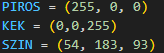 PIROS = (255, 0, 0)
KEK = (0,0,255)
SZIN = (54, 183, 93)